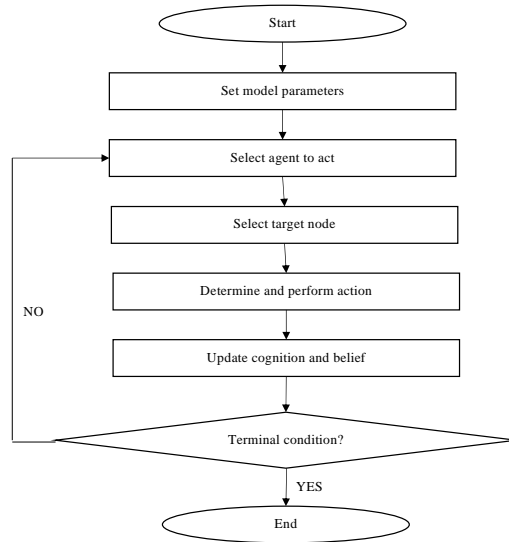 Start
Set model parameters
Select agent to act
Select target node
Determine and perform action
NO
Update cognition and belief
Terminal condition?
YES
End